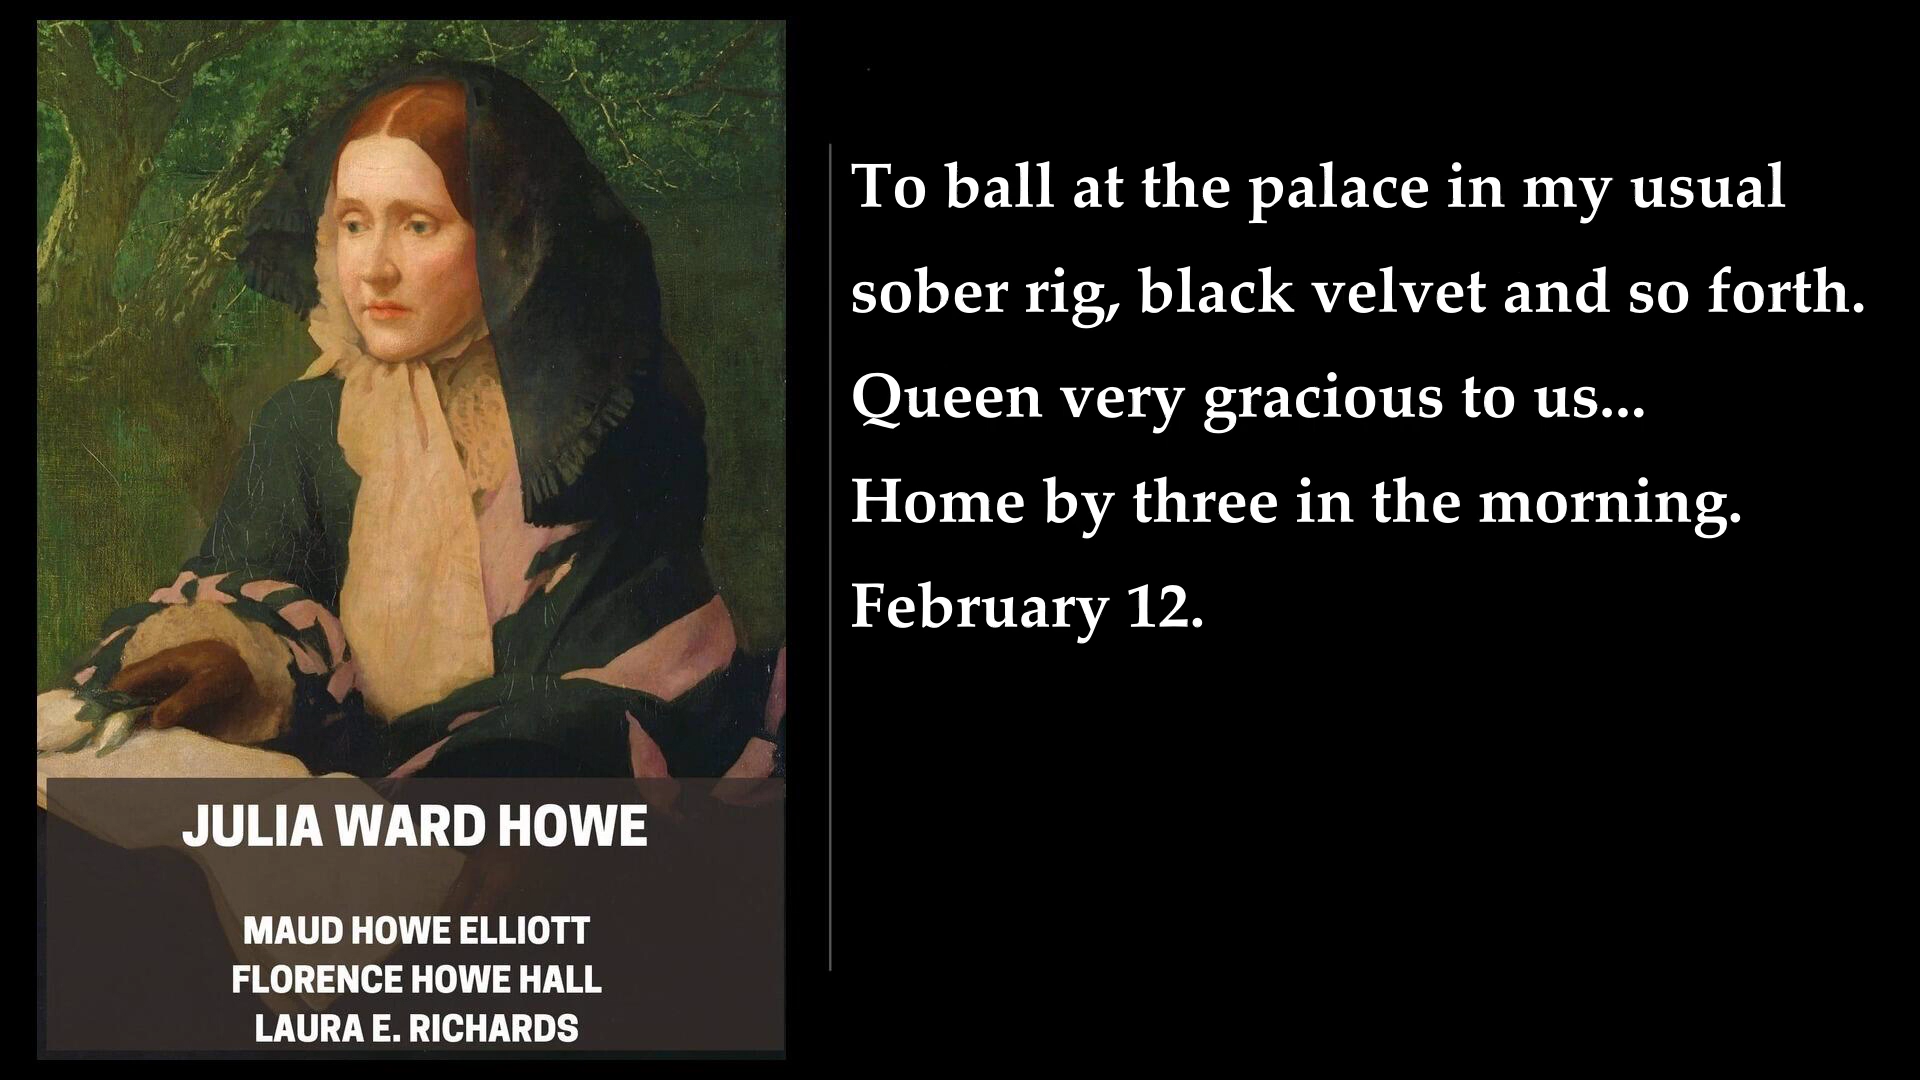 To ball at the palace in my usual
sober rig, black velvet and so forth.
Queen very gracious to us...
Home by three in the morning.
February 12.
JULIA WARD HOWE
MAUD HOWE ELLIOTT
FLORENCE HOWE HALL
LAURA E. RICHARDS